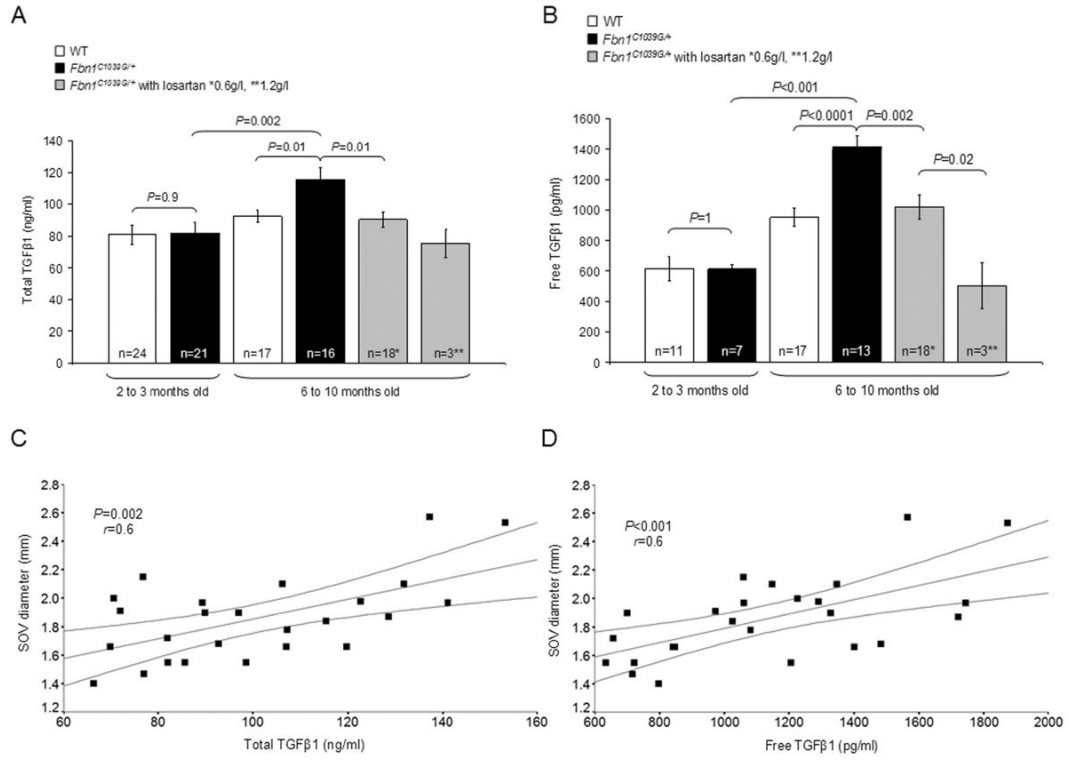 A
WT
Fbn1C1039G/+
Fbn1C1039G/+ with losartan *0.6g/l, **1.2g/l
P=0.002
P=0.01 P=0.01
P=0.9
Total TGFβ1 (ng/ml)
140
120
100
80
60
40
20
0
n=24 n=21 n=17 n=16 n=18* n=3**
2 to 3 months old 6 to 10 months old
B
WT
Fbn1C1039G/+
Fbn1C1039G/+ with losartan *0.6g/l, **1.2g/l
P<0.001
P<0.0001 P=0.002
P=0.02
P=1
Free TGFβ1 (pg/ml)
1600
1400
1200
1000
800
600
400
200
0
n=11 n=7 n=17 n=13 n=18* n=3**
2 to 3 months old 6 to 10 months old
C
P=0.002
r=0.6
SOV diameter (mm)
2.8
2.6
2.4
2.2
2.0
1.8
1.6
1.4
1.2
60 80 100 120 140 160
Total TGFβ1 (ng/ml)
D
P<0.001
r=0.6
SOV diameter (mm)
2.8
2.6
2.4
2.2
2.0
1.8
1.6
1.4
1.2
600 800 1000 1200 1400 1600 1800 2000
Free TGFβ1 (pg/ml)